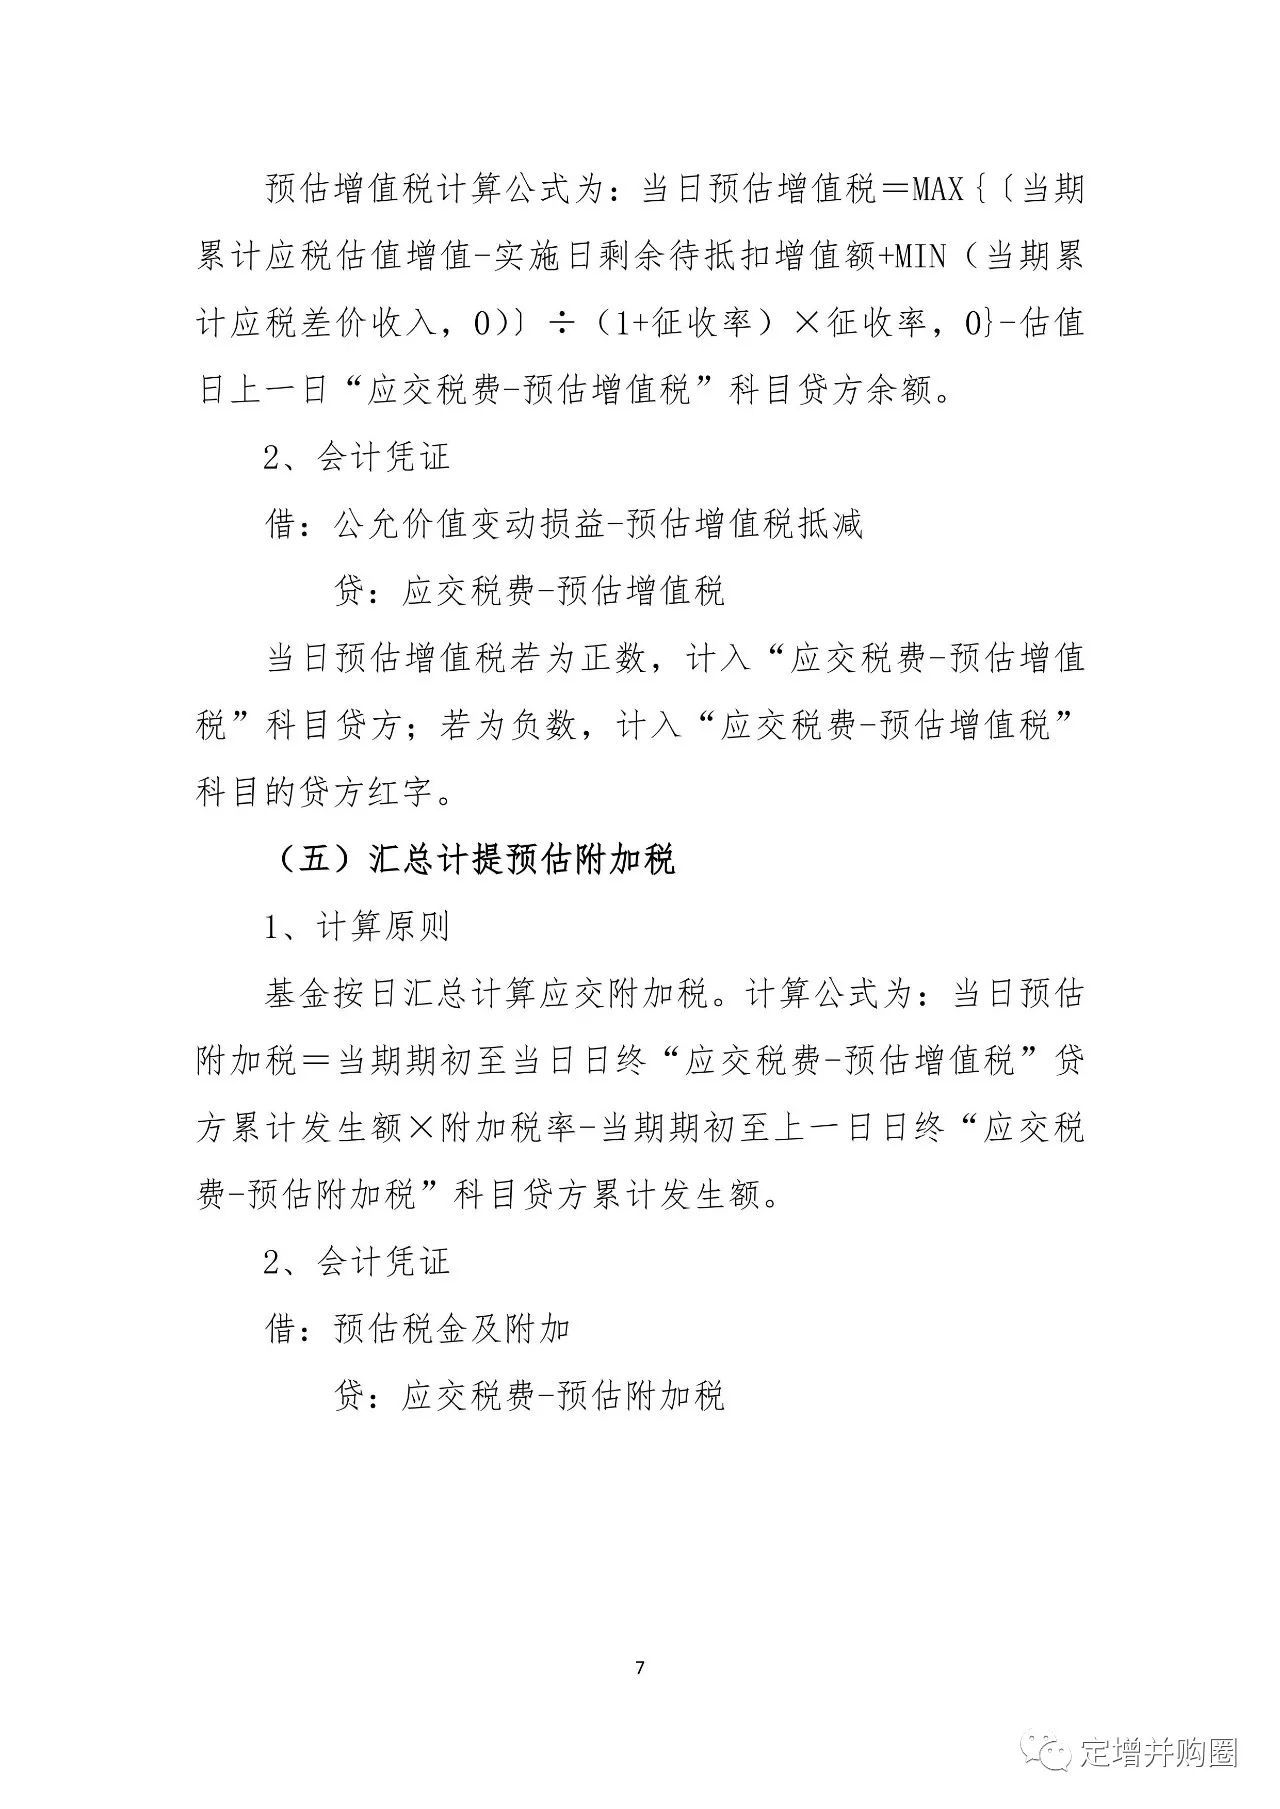 预估增值税计算公式为：当日预估增值税＝MAX{〔当期
累计应税估值增值-实施日剩余待抵扣增值额+MIN（当期累
计应税差价收入，0)〕÷（1+征收率）×征收率，0}-估值
日上一日“应交税费-预估增值税”科目贷方余额。
2、会计凭证
借：公允价值变动损益-预估增值税抵减
贷：应交税费-预估增值税
当日预估增值税若为正数，计入“应交税费-预估增值
税”科目贷方；若为负数，计入“应交税费-预估增值税”
科目的贷方红字。
（五）汇总计提预估附加税
1、计算原则
基金按日汇总计算应交附加税。计算公式为：当日预估
附加税＝当期期初至当日日终“应交税费-预估增值税”贷
方累计发生额×附加税率-当期期初至上一日日终“应交税
费-预估附加税”科目贷方累计发生额。
2、会计凭证
借：预估税金及附加
贷：应交税费-预估附加税
7
定增并购圈